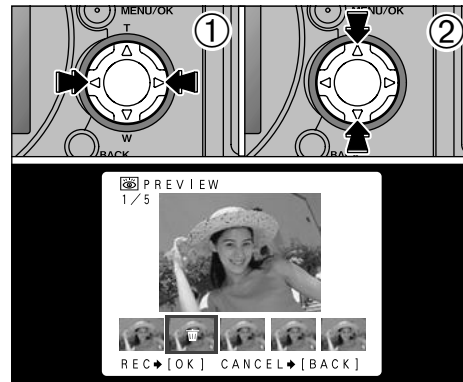 MENU/OK
①
T
W
BACK
MENU/OK
②
PREVIEW
1/5
REC➧[OK] CANCEL➧[BACK]